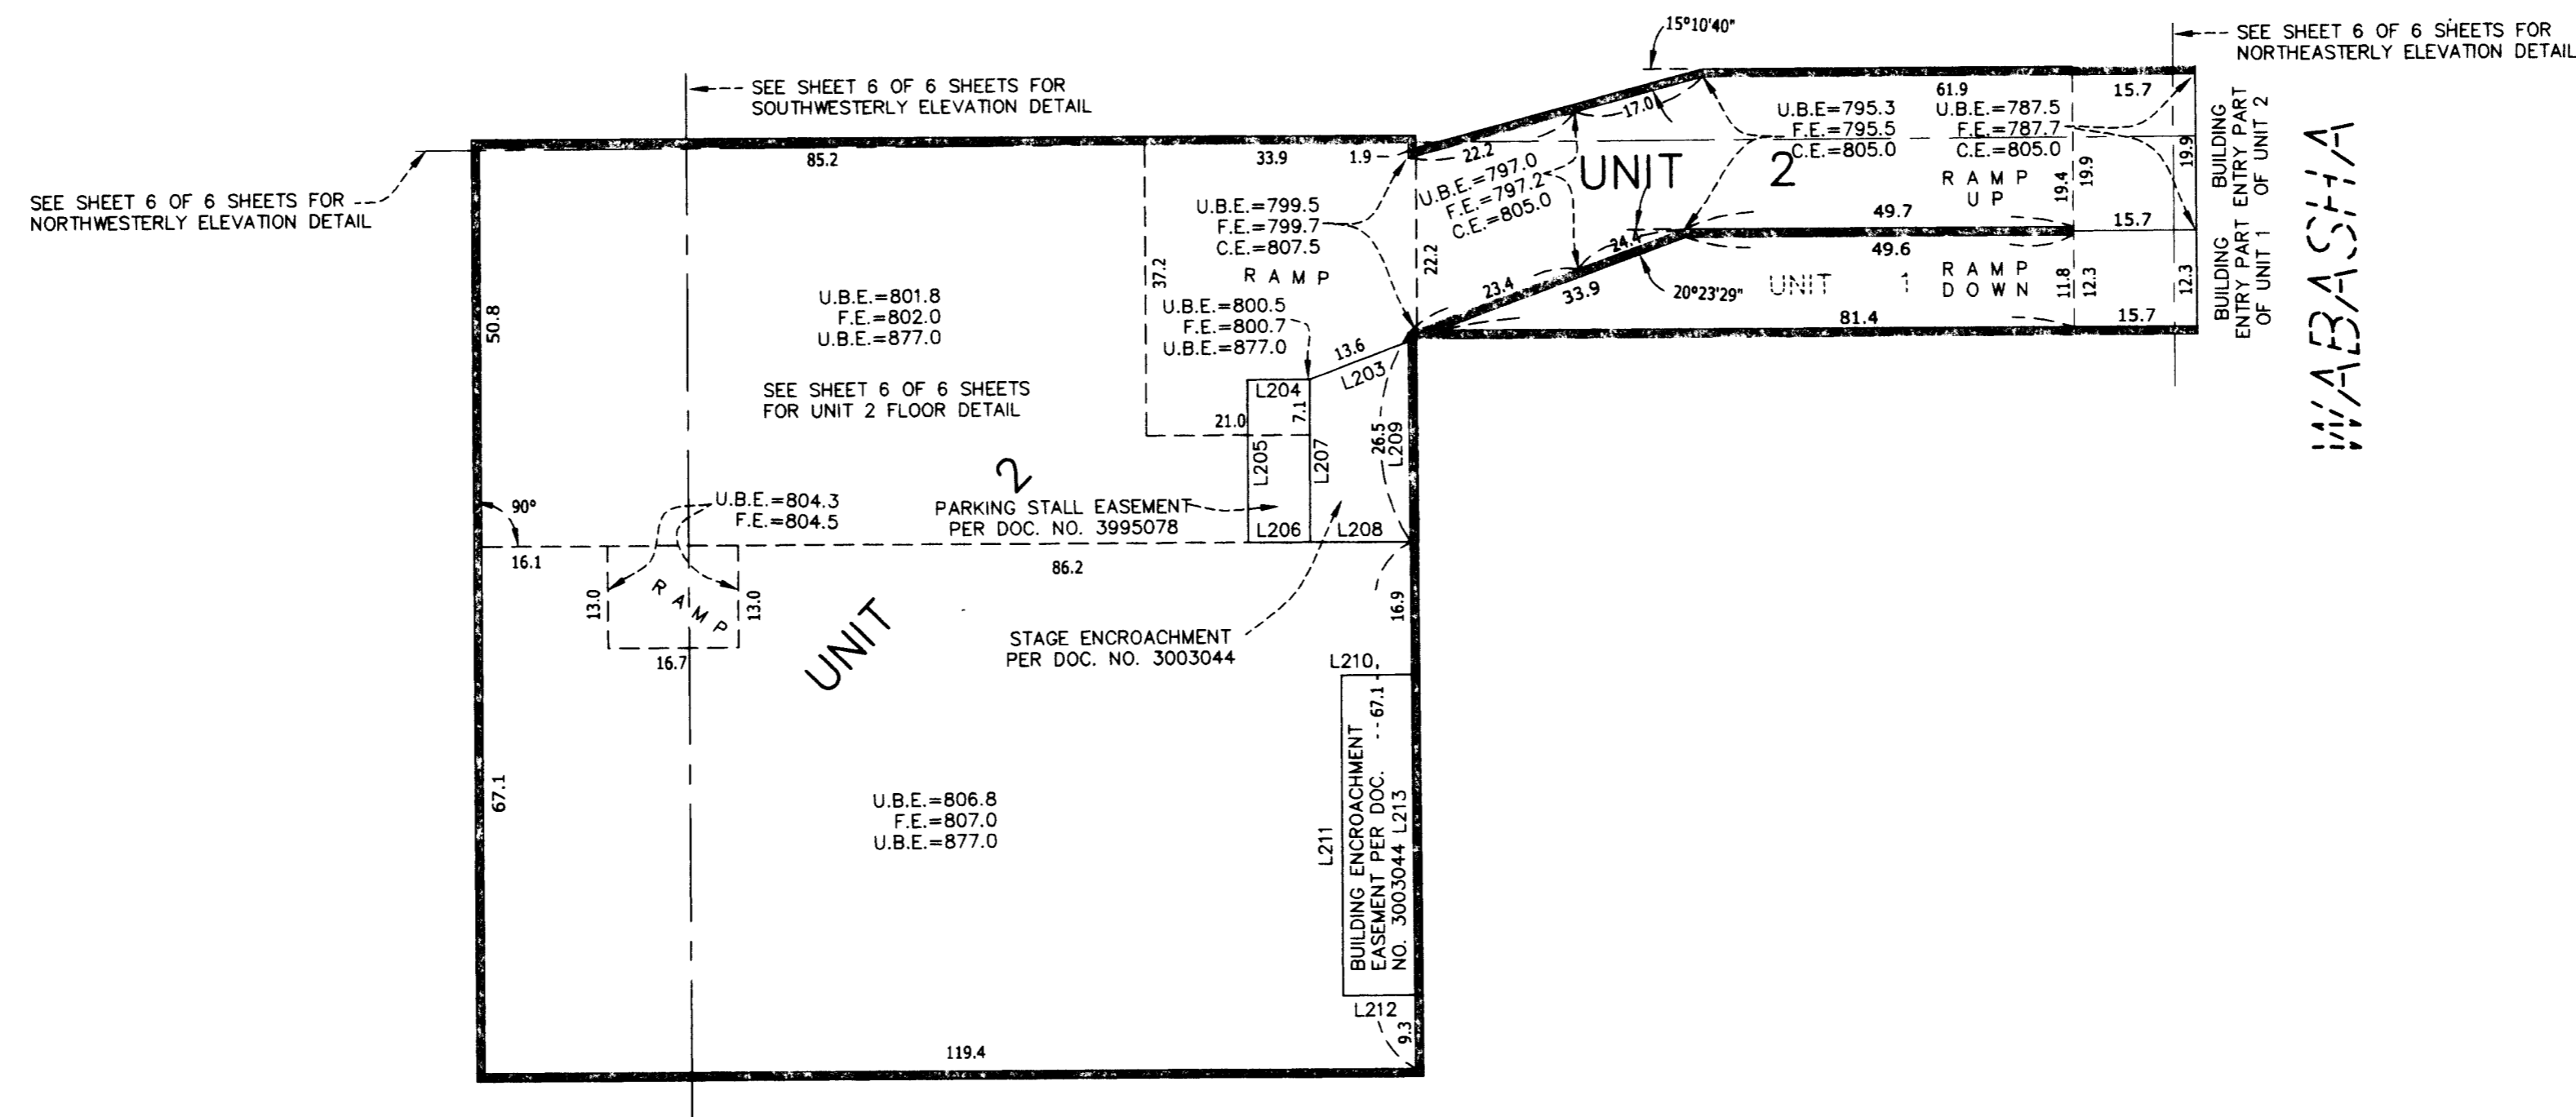 15°10'40"
SEE SHEET 6 OF 6 SHEETS FOR
NORTHEASTERLY ELEVATION DETAIL
SEE SHEET 6 OF 6 SHEETS FOR
SOUTHWESTERLY ELEVATION DETAIL
SEE SHEET 6 OF 6 SHEETS FOR
NORTHWESTERLY ELEVATION DETAIL
85.2
33.9
1.9
22.2
17.0
61.9
15.7
U.B.E=795.3
F.E.=795.5
C.E=805.0
U.B.E.=787.5
F.E.=787.7
C.E.=805.0
UNIT 2
RAMP
UP
19.4
19.9
19.9
BUILDING
ENTRY PART
OF UNIT 2
U.B.E.=797.0
F.E.=797.2
C.E.=805.0
U.B.E.=799.5
F.E.=799.7
C.E.=807.5
RAMP
22.2
37.2
49.7
15.7
49.6
24.4
23.4
33.9
20°23'29"
UNIT 1
RAMP
DOWN
11.8
12.3
12.3
BUILDING
ENTRY PART
OF UNIT 1
81.4
15.7
WABASHA
50.8
U.B.E.=801.8
F.E.=802.0
U.B.E.=877.0
U.B.E.=800.5
F.E.=800.7
U.B.E.=877.0
13.6
L203
SEE SHEET 6 OF 6 SHEETS
FOR UNIT 2 FLOOR DETAIL
L204
7.1
21.0
L205
L207
26.5
L209
U.B.E.=804.3
F.E.=804.5
90°
UNIT 2
PARKING STALL EASEMENT
PER DOC. NO. 3995078
L206
L208
16.1
86.2
13.0
RAMP
13.0
16.7
16.9
STAGE ENCROACHMENT
PER DOC. NO. 3003044
L210
67.1
BUILDING ENCROACHMENT
EASEMENT PER DOC.
NO. 3003044 L213
L211
67.1
U.B.E.=806.8
F.E.=807.0
U.B.E.=877.0
L212
9.3
119.4